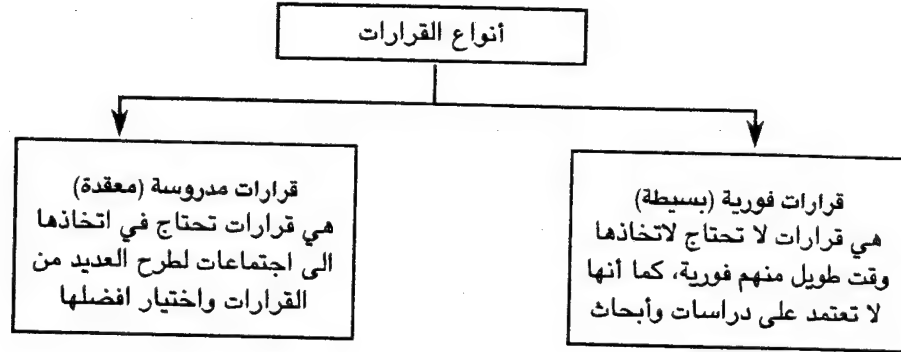 أنواع القرارات
قرارات فورية (بسيطة)
هي قرارات لا تحتاج لاتخاذها
وقت طويل منهم فورية، كما أنها
لا تعتمد على دراسات وأبحاث
قرارات مدروسة (معقدة)
هي قرارات تحتاج في اتخاذها
الى اجتماعات لطرح العديد من
القرارات واختيار افضلها